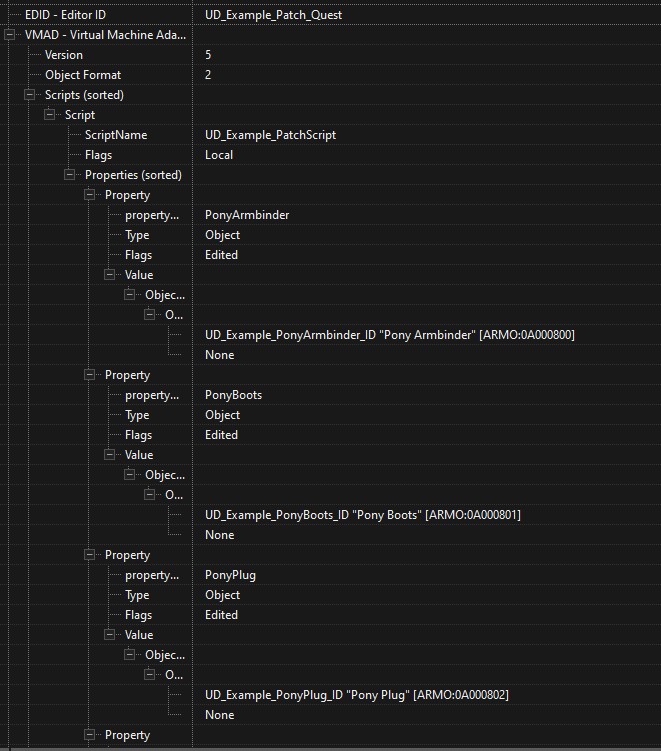 EDID - Editor ID UD_Example_Patch_Quest
VMAD - Virtual Machine Ada...
Version 5
Object Format 2
Scripts (sorted)
Script
ScriptName UD_Example_PatchScript
Flags Local
Properties (sorted)
Property
property... PonyArmbinder
Type Object
Flags Edited
Value
Objec...
O...
UD_Example_PonyArmbinder_ID "Pony Armbinder" [ARMO:0A000800]
None
Property
property... PonyBoots
Type Object
Flags Edited
Value
Objec...
O...
UD_Example_PonyBoots_ID "Pony Boots" [ARMO:0A000801]
None
Property
property... PonyPlug
Type Object
Flags Edited
Value
Objec...
O...
UD_Example_PonyPlug_ID "Pony Plug" [ARMO:0A000802]
None
Property